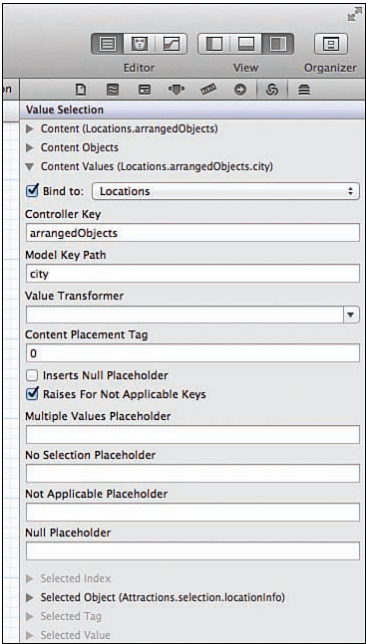 Editor View Organizer
on
Value Selection
Content (Locations.arrangedObjects)
Content Objects
Content Values (Locations.arrangedObjects.city)
Bind to: Locations
Controller Key
arrangedObjects
Model Key Path
city
Value Transformer
Content Placement Tag
0
Inserts Null Placeholder
Raises For Not Applicable Keys
Multiple Values Placeholder
No Selection Placeholder
Not Applicable Placeholder
Null Placeholder
Selected Index
Selected Object (Attractions.selection.locationInfo)
Selected Tag
Selected Value